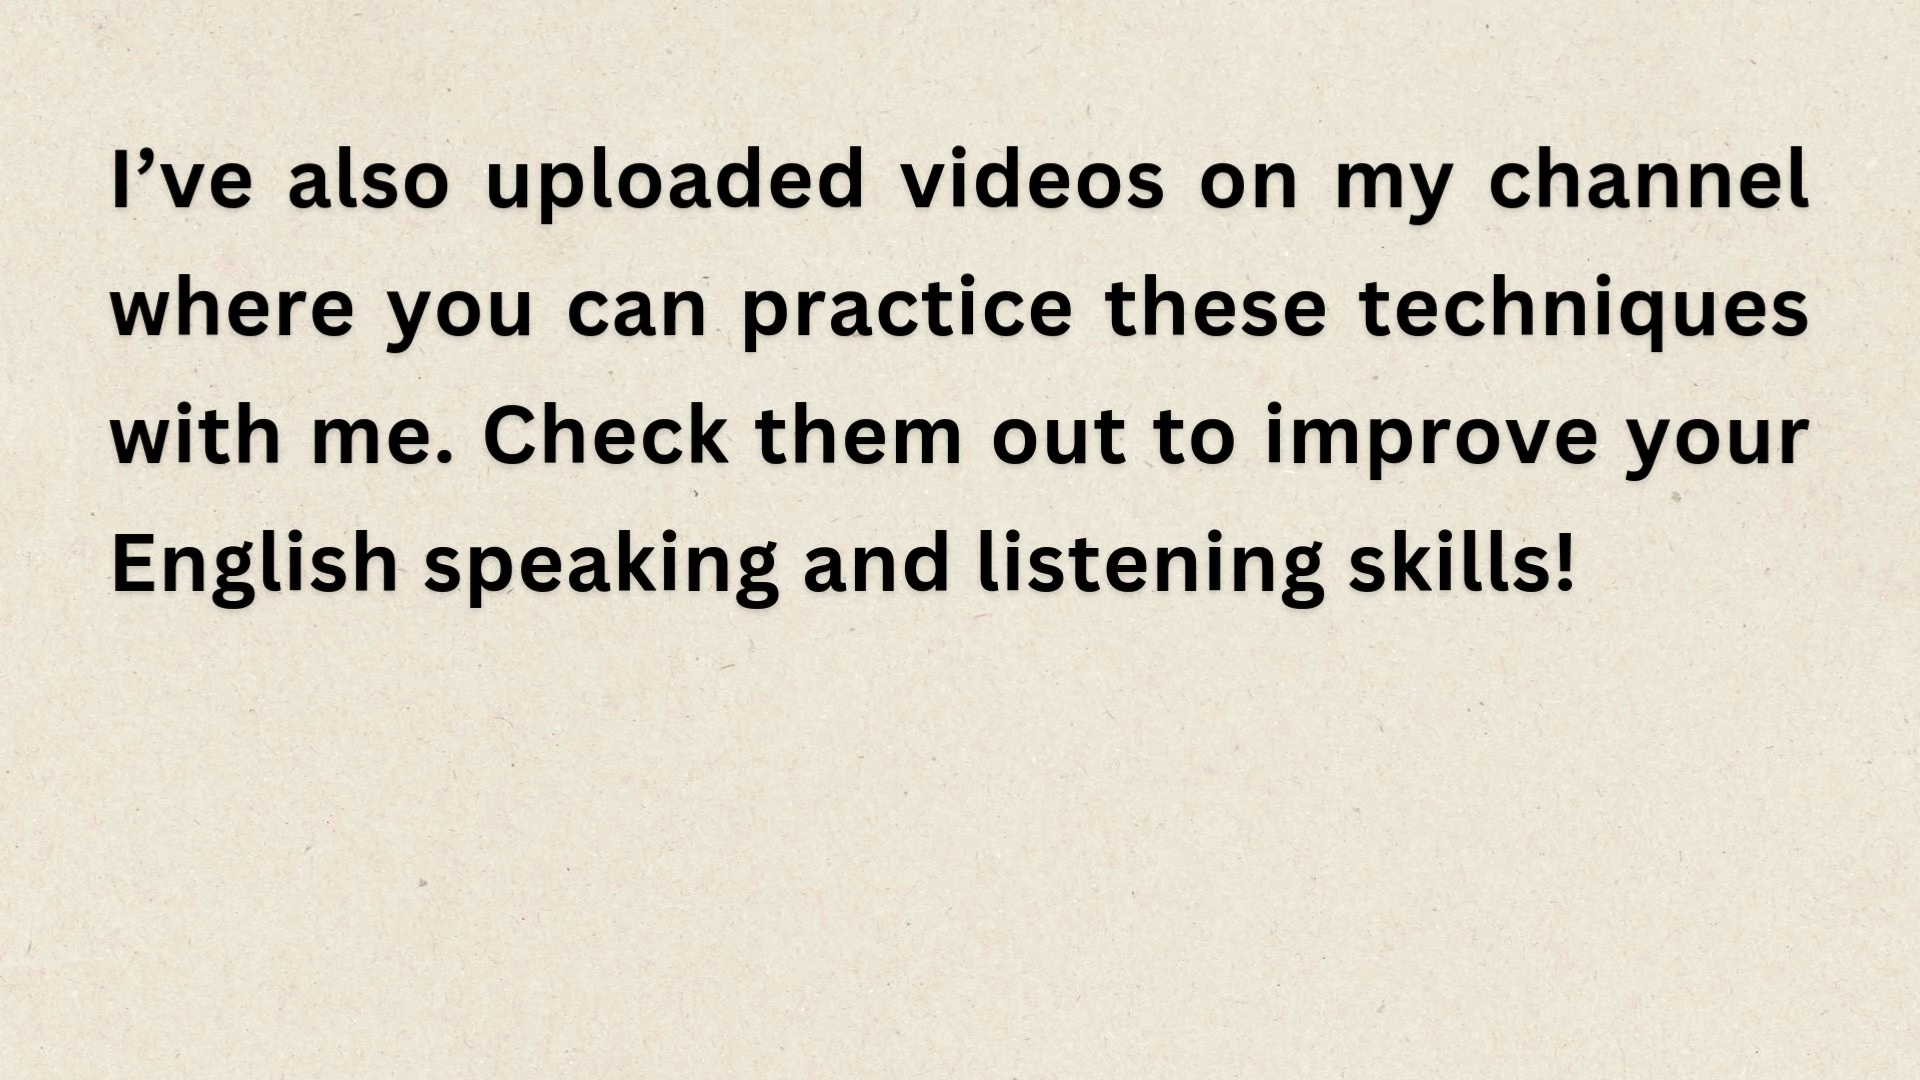 I’ve also uploaded videos on my channel
where you can practice these techniques
with me. Check them out to improve your
English speaking and listening skills!